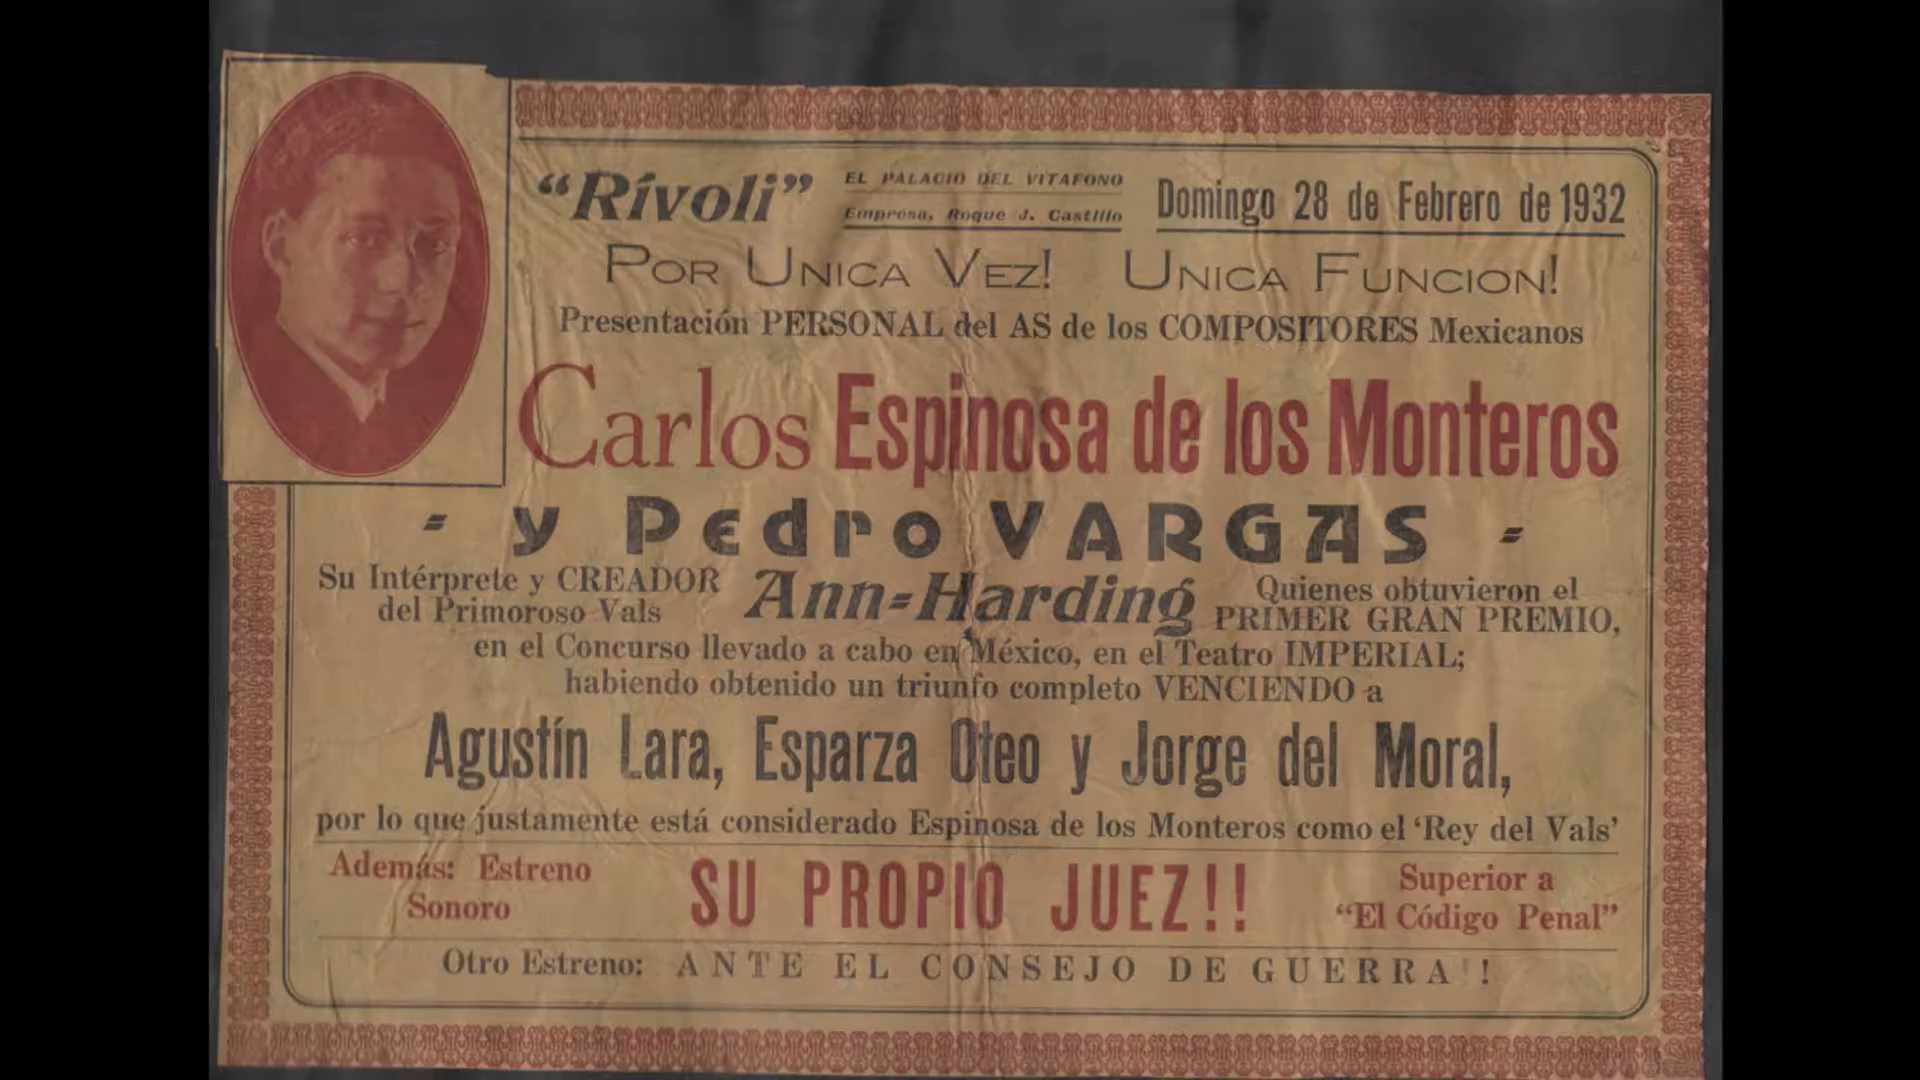 "Rívoli"
EL PALACIO DEL VITAFONO
Empresa, Roque J. Castillo
Domingo 28 de Febrero de 1932
POR UNICA VEZ! UNICA FUNCION!
Presentación PERSONAL del AS de los COMPOSITORES Mexicanos
Carlos Espinosa de los Monteros
= y Pedro VARGAS =
Su Intérprete y CREADOR
del Primoroso Vals
Ann=Harding
Quienes obtuvieron el
PRIMER GRAN PREMIO,
en el Concurso llevado a cabo en México, en el Teatro IMPERIAL;
habiendo obtenido un triunfo completo VENCIENDO a
Agustín Lara, Esparza Oteo y Jorge del Moral,
por lo que justamente está considerado Espinosa de los Monteros como el 'Rey del Vals'
Además: Estreno
Sonoro
SU PROPIO JUEZ!!
Superior a
"El Código Penal"
Otro Estreno: ANTE EL CONSEJO DE GUERRA !